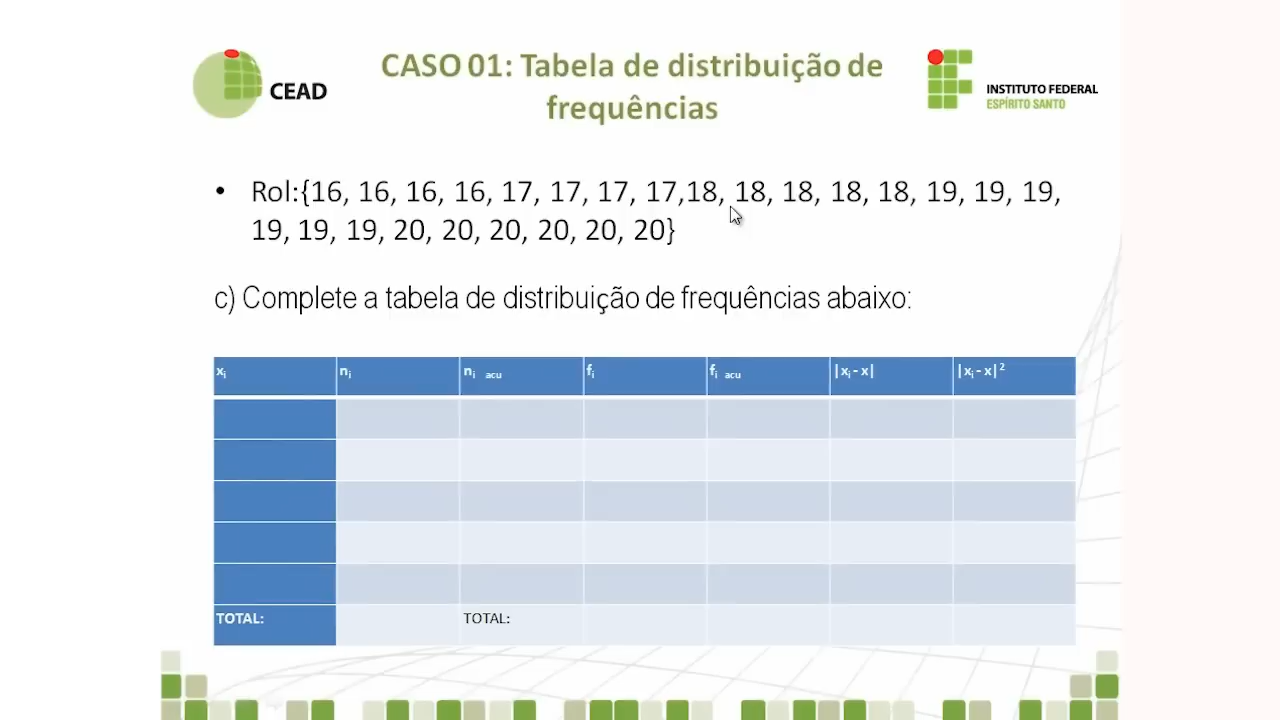 CEAD
CASO 01: Tabela de distribuição de
frequências
INSTITUTO FEDERAL
ESPÍRITO SANTO
• Rol:{16, 16, 16, 16, 17, 17, 17, 17,18, 18, 18, 18, 18, 19, 19, 19,
19, 19, 19, 20, 20, 20, 20, 20, 20}
c) Complete a tabela de distribuição de frequências abaixo:
xi ni ni acu fi fi acu |xi - x| |xi - x|²
TOTAL: TOTAL: